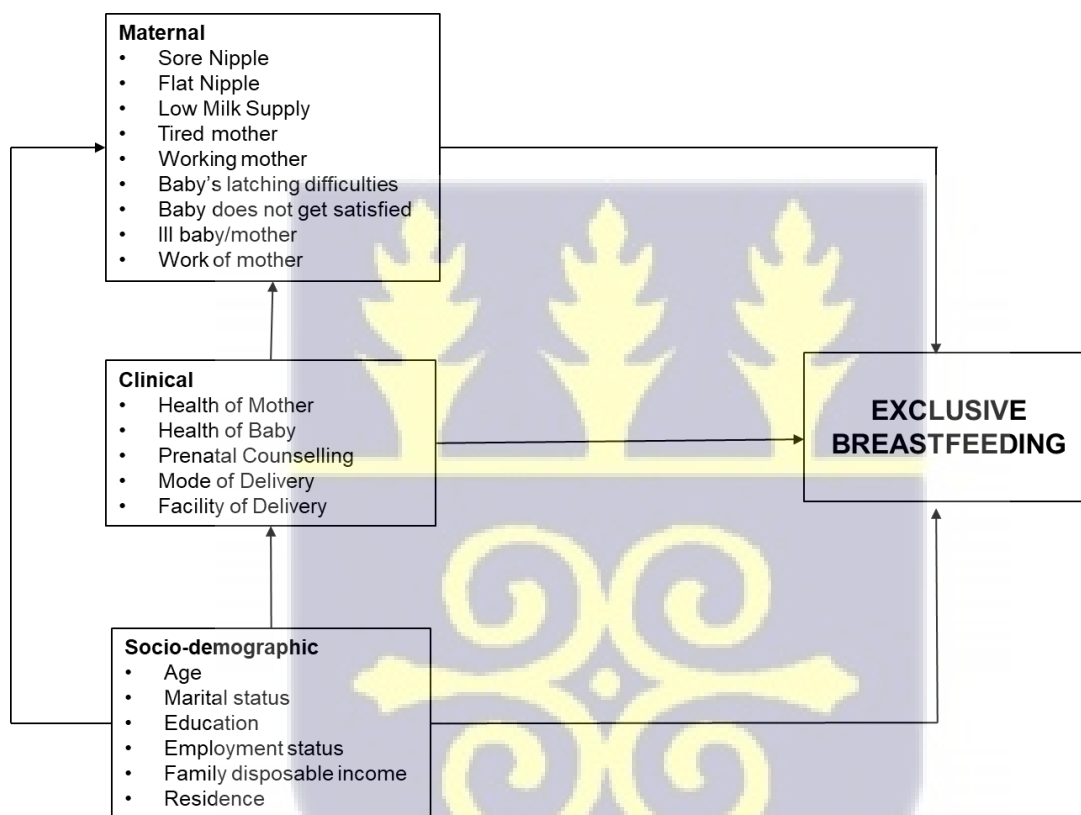 Maternal
• Sore Nipple
• Flat Nipple
• Low Milk Supply
• Tired mother
• Working mother
• Baby's latching difficulties
• Baby does not get satisfied
• Ill baby/mother
• Work of mother
Clinical
• Health of Mother
• Health of Baby
• Prenatal Counselling
• Mode of Delivery
• Facility of Delivery
EXCLUSIVE
BREASTFEEDING
Socio-demographic
• Age
• Marital status
• Education
• Employment status
• Family disposable income
• Residence